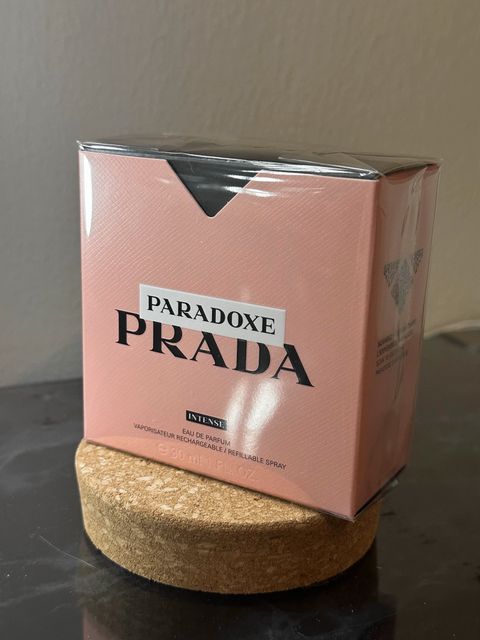 PARADOXE
PRADA
INTENSE
EAU DE PARFUM
VAPORISATEUR RECHARGEABLE / REFILLABLE SPRAY